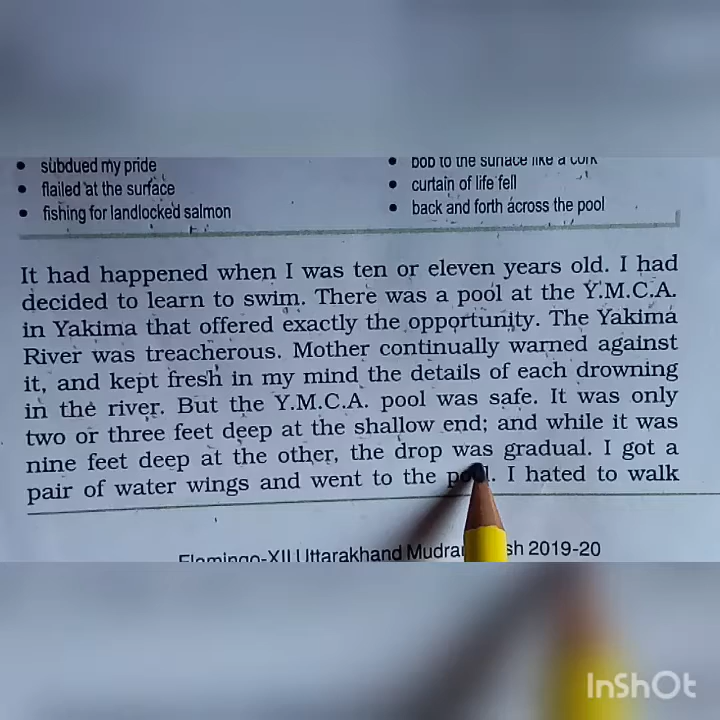 subdued my pride
bob to the surface like a cork
flailed at the surface
curtain of life fell
fishing for landlocked salmon
back and forth across the pool
It had happened when I was ten or eleven years old. I had
decided to learn to swim. There was a pool at the Y.M.C.A.
in Yakima that offered exactly the opportunity. The Yakima
River was treacherous. Mother continually warned against
it, and kept fresh in my mind the details of each drowning
in the river. But the Y.M.C.A. pool was safe. It was only
two or three feet deep at the shallow end; and while it was
nine feet deep at the other, the drop was gradual. I got a
pair of water wings and went to the pool. I hated to walk
Flamingo-XII Uttarakhand 2019-20
InShOt